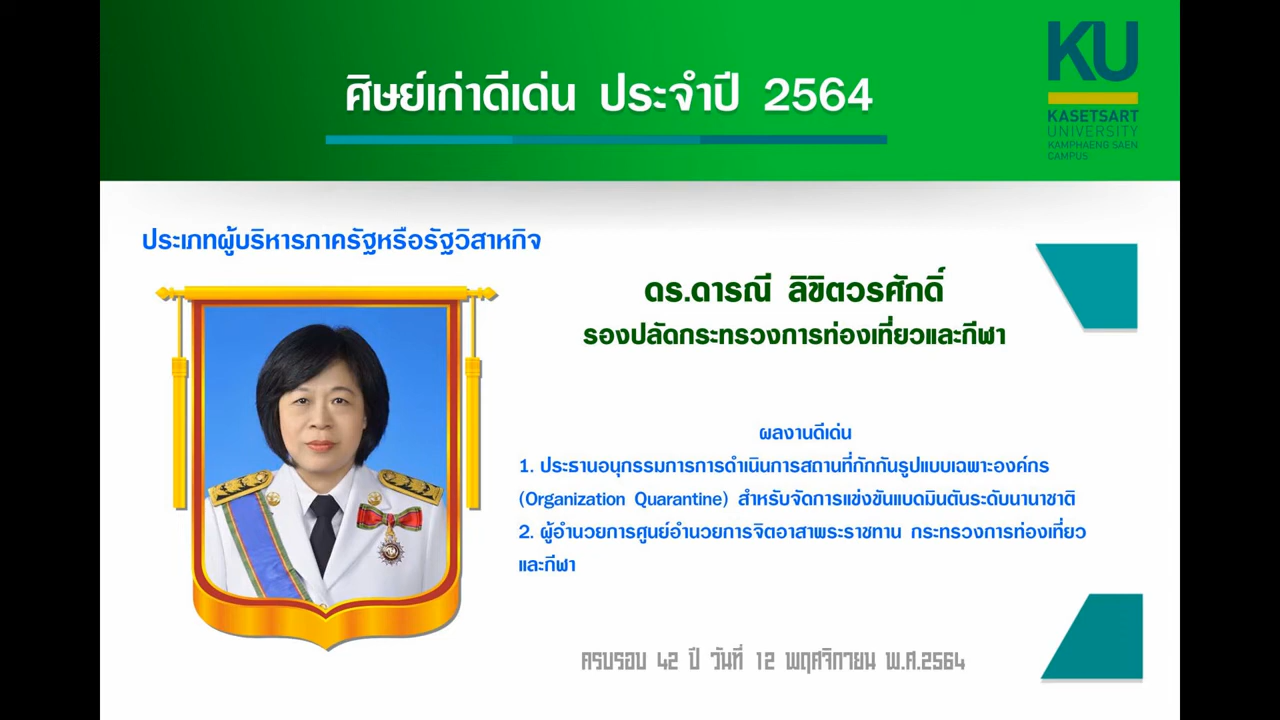 ศิษย์เก่าดีเด่น ประจำปี 2564
KU
KASETSART
UNIVERSITY
KAMPHAENG SAEN
CAMPUS
ประเภทผู้บริหารภาครัฐหรือรัฐวิสาหกิจ
ดร.ดารณี ลิขิตวรศักดิ์
รองปลัดกระทรวงการท่องเที่ยวและกีฬา
ผลงานดีเด่น
1. ประธานอนุกรรมการการดำเนินการสถานที่กักกันรูปแบบเฉพาะองค์กร
(Organization Quarantine) สำหรับจัดการแข่งขันแบดมินตันระดับนานาชาติ
2. ผู้อำนวยการศูนย์อำนวยการจิตอาสาพระราชทาน กระทรวงการท่องเที่ยว
และกีฬา
ครบรอบ 42 ปี วันที่ 12 พฤศจิกายน พ.ศ.2564